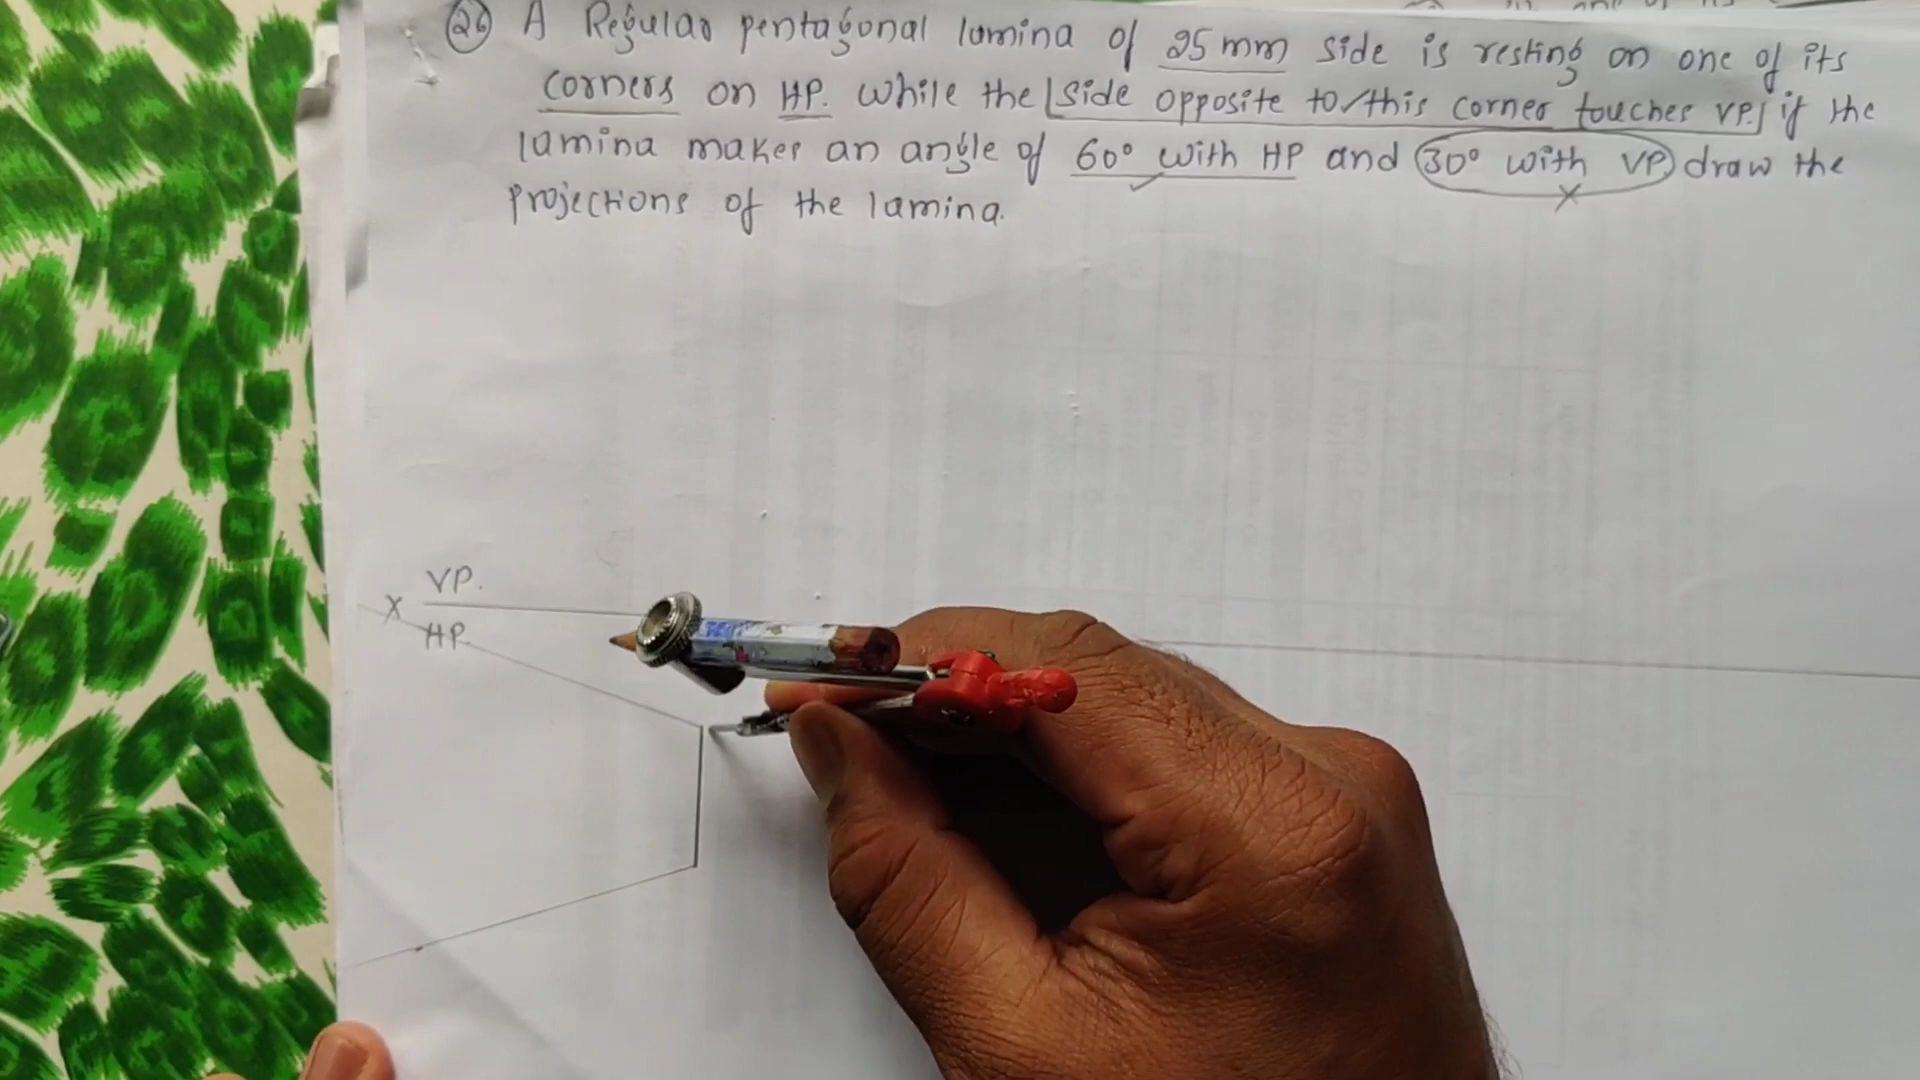 26 A Regular pentagonal lamina of 25 mm side is resting on one of its
corners on HP. While the side opposite to this corner touches VP. if the
lamina makes an angle of 60° with HP and 30° with VP. draw the
projections of the lamina.
VP.
X
HP.